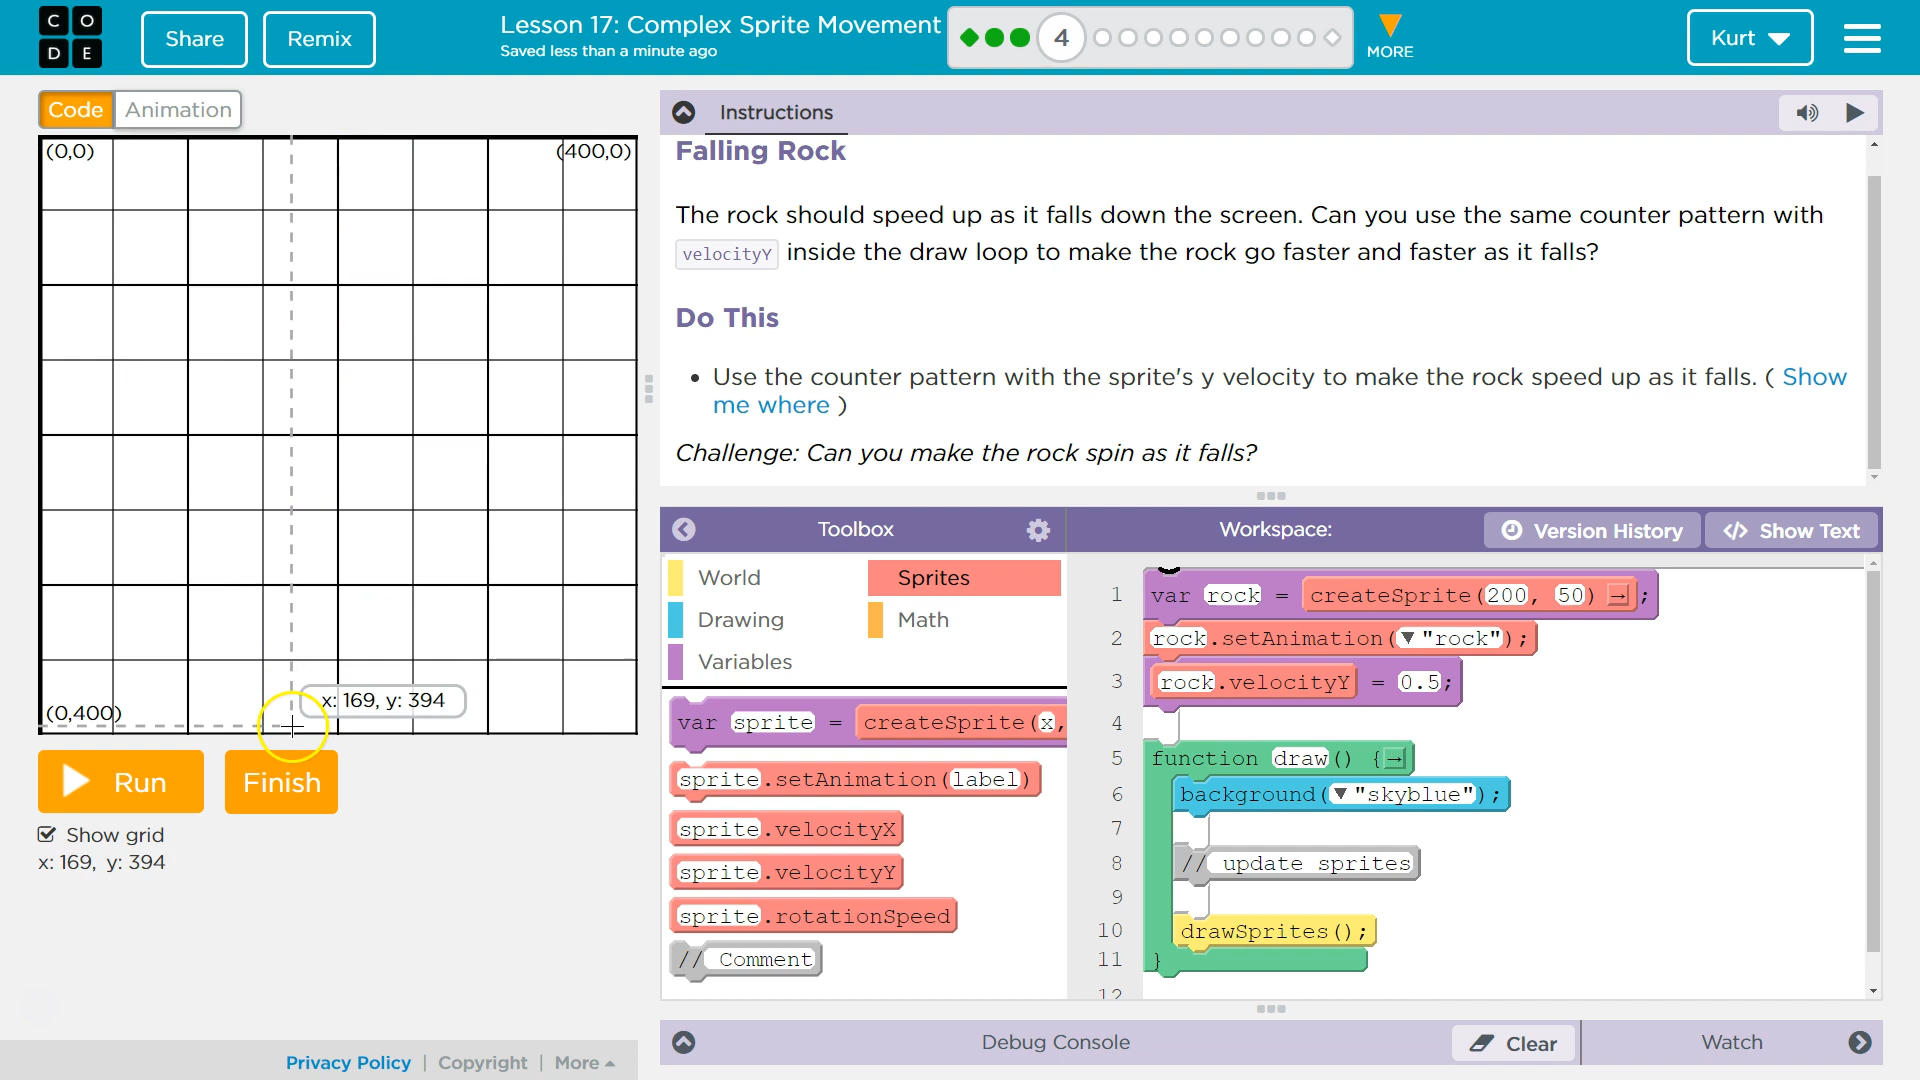 C O
D E
Share
Remix
Lesson 17: Complex Sprite Movement
Saved less than a minute ago
4
MORE
Kurt
Code
Animation
Instructions
(0,0)
(400,0)
(0,400)
x: 169, y: 394
Run
Finish
Show grid
x: 169, y: 394
Falling Rock
The rock should speed up as it falls down the screen. Can you use the same counter pattern with
velocityY inside the draw loop to make the rock go faster and faster as it falls?
Do This
• Use the counter pattern with the sprite's y velocity to make the rock speed up as it falls. ( Show
me where )
Challenge: Can you make the rock spin as it falls?
Toolbox
Workspace:
Version History
Show Text
World
Sprites
Drawing
Math
Variables
var sprite = createSprite(x,
sprite.setAnimation(label)
sprite.velocityX
sprite.velocityY
sprite.rotationSpeed
// Comment
1 var rock = createSprite(200, 50) → ;
2 rock.setAnimation(▼ "rock");
3 rock.velocityY = 0.5;
4
5 function draw() { →
6 background(▼ "skyblue");
7
8 // update sprites
9
10 drawSprites();
11 }
12
Debug Console
Clear
Watch
Privacy Policy | Copyright | More